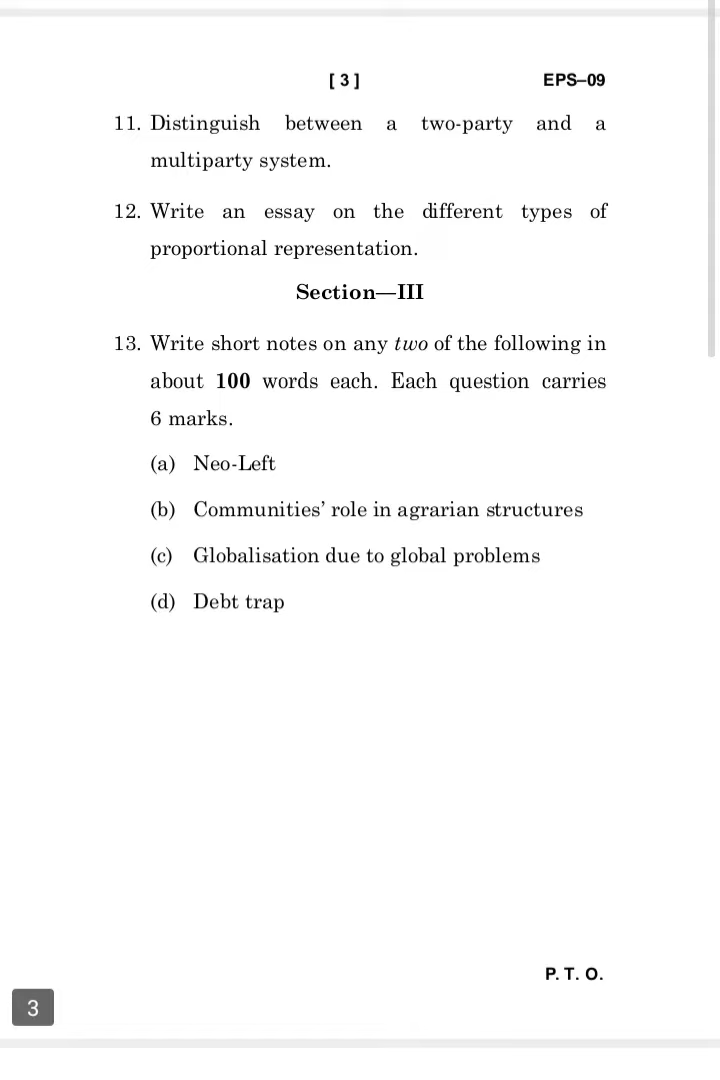 [ 3 ] EPS–09
11. Distinguish between a two-party and a
multiparty system.
12. Write an essay on the different types of
proportional representation.
Section—III
13. Write short notes on any two of the following in
about 100 words each. Each question carries
6 marks.
(a) Neo-Left
(b) Communities’ role in agrarian structures
(c) Globalisation due to global problems
(d) Debt trap
P. T. O.
3